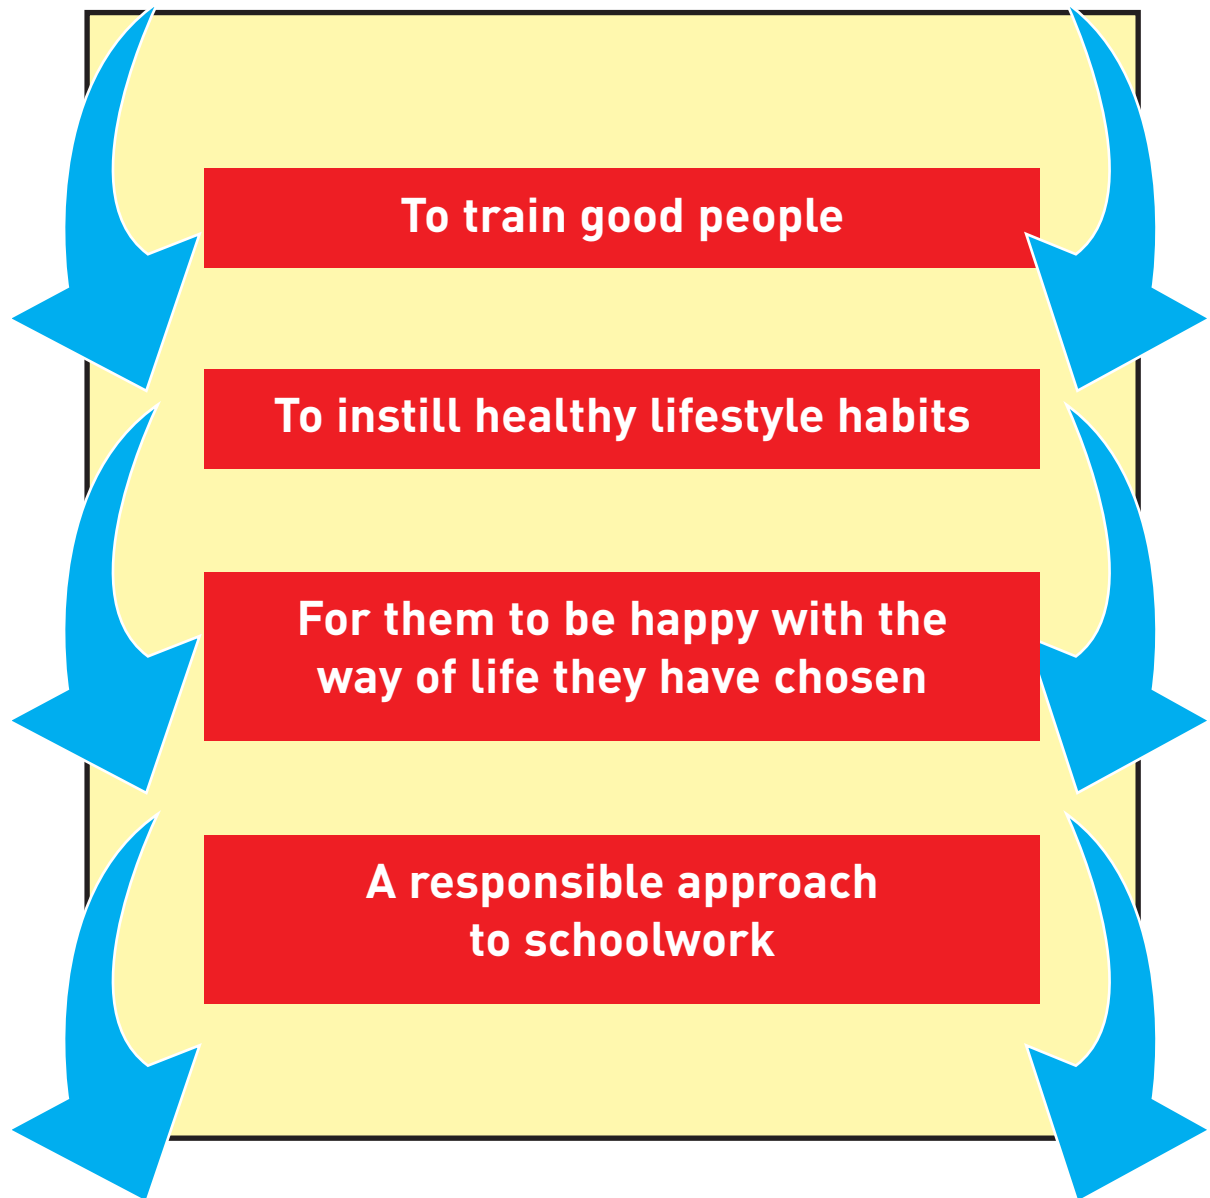 To train good people
To instill healthy lifestyle habits
For them to be happy with the
way of life they have chosen
A responsible approach
to schoolwork